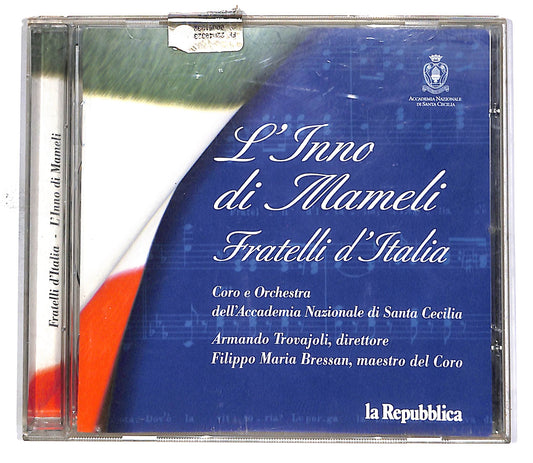 ACCADEMIA NAZIONALE
DI SANTA CECILIA
L'Inno
di Mameli
Fratelli d'Italia
Coro e Orchestra
dell'Accademia Nazionale di Santa Cecilia
Armando Trovajoli, direttore
Filippo Maria Bressan, maestro del Coro
la Repubblica
Fratelli d'Italia - L'Inno di Mameli